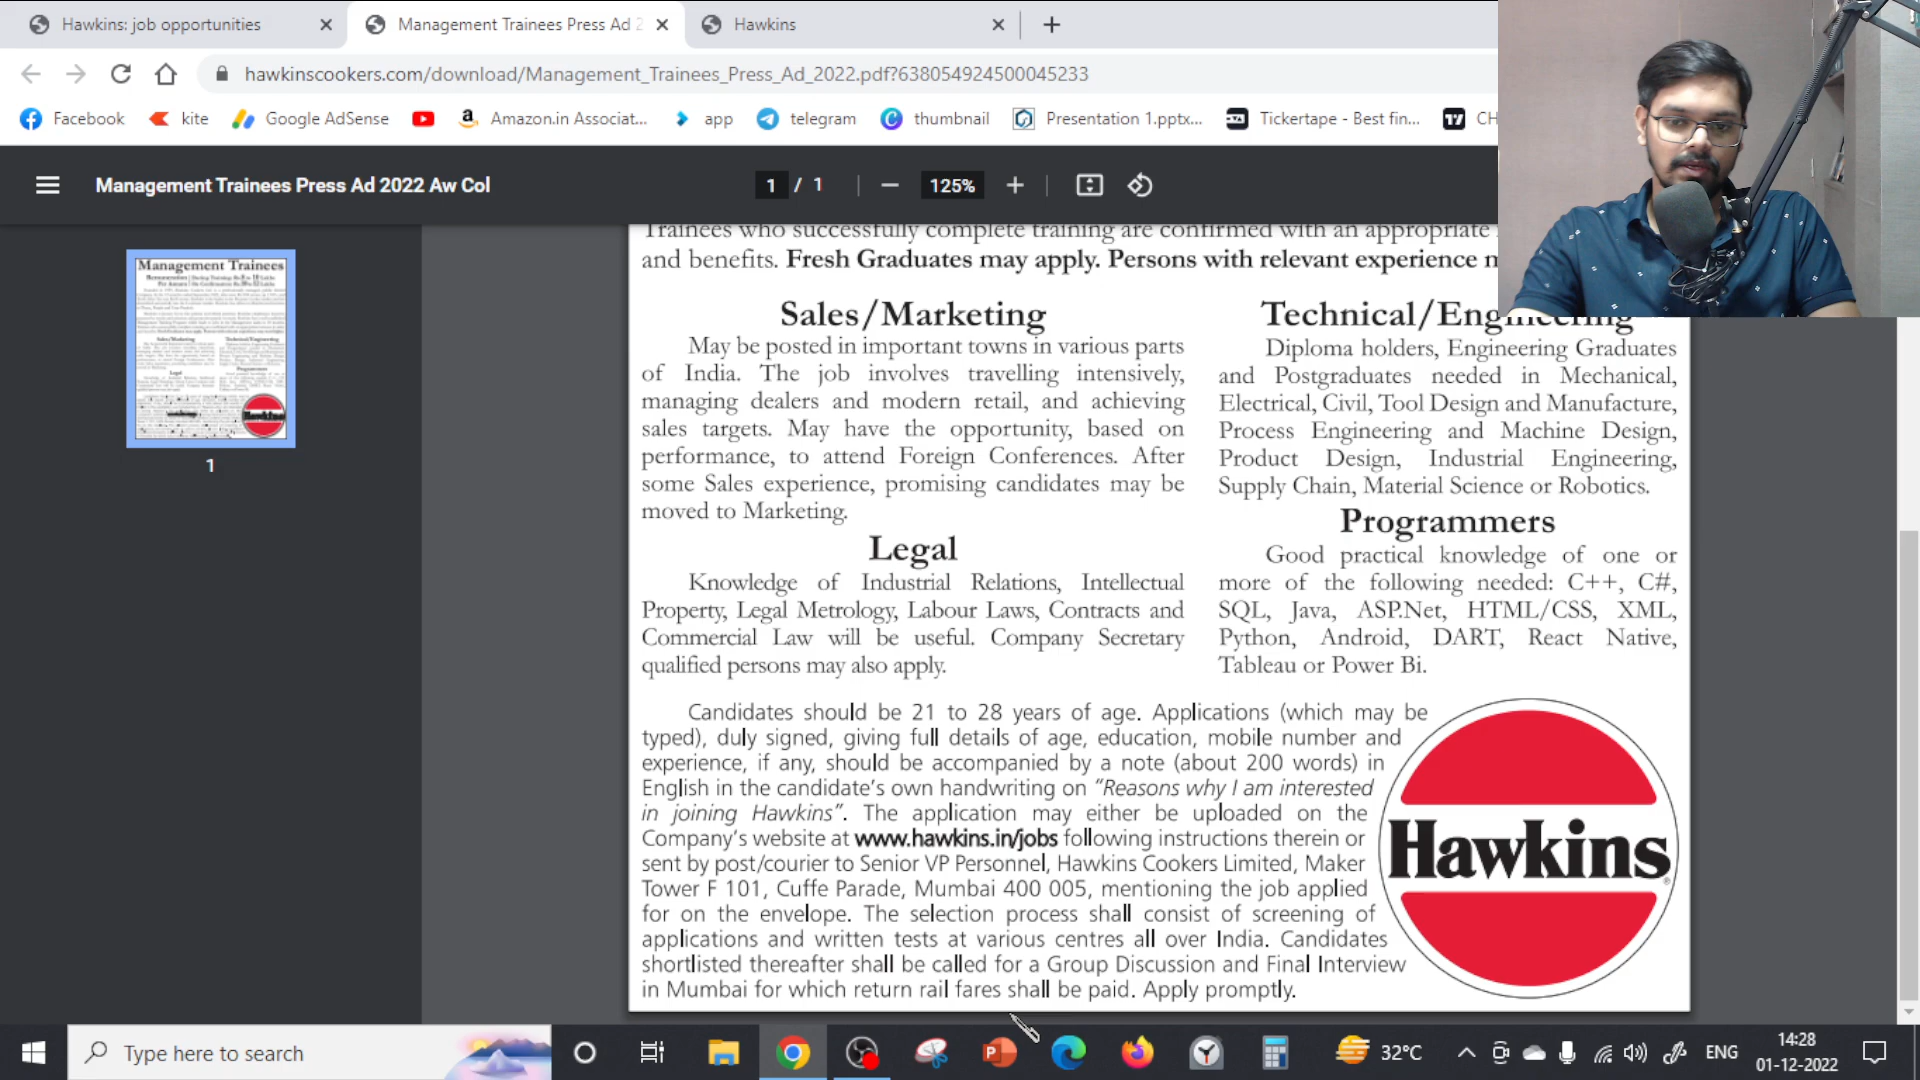 Hawkins: job opportunities
Management Trainees Press Ad 2
Hawkins
hawkinscookers.com/download/Management_Trainees_Press_Ad_2022.pdf?638054924500045233
Facebook
kite
Google AdSense
Amazon.in Associat...
app
telegram
thumbnail
Presentation 1.pptx...
Tickertape - Best fin...
CH
Management Trainees Press Ad 2022 Aw Col
1 / 1
125%
Management Trainees
Hawkins
1
Trainees who successfully complete training are confirmed with an appropriate
and benefits. Fresh Graduates may apply. Persons with relevant experience
Sales/Marketing
May be posted in important towns in various parts
of India. The job involves travelling intensively,
managing dealers and modern retail, and achieving
sales targets. May have the opportunity, based on
performance, to attend Foreign Conferences. After
some Sales experience, promising candidates may be
moved to Marketing.
Legal
Knowledge of Industrial Relations, Intellectual
Property, Legal Metrology, Labour Laws, Contracts and
Commercial Law will be useful. Company Secretary
qualified persons may also apply.
Technical/Engineering
Diploma holders, Engineering Graduates
and Postgraduates needed in Mechanical,
Electrical, Civil, Tool Design and Manufacture,
Process Engineering and Machine Design,
Product Design, Industrial Engineering,
Supply Chain, Material Science or Robotics.
Programmers
Good practical knowledge of one or
more of the following needed: C++, C#,
SQL, Java, ASP.Net, HTML/CSS, XML,
Python, Android, DART, React Native,
Tableau or Power Bi.
Candidates should be 21 to 28 years of age. Applications (which may be
typed), duly signed, giving full details of age, education, mobile number and
experience, if any, should be accompanied by a note (about 200 words) in
English in the candidate's own handwriting on "Reasons why I am interested
in joining Hawkins". The application may either be uploaded on the
Company's website at www.hawkins.in/jobs following instructions therein or
sent by post/courier to Senior VP Personnel, Hawkins Cookers Limited, Maker
Tower F 101, Cuffe Parade, Mumbai 400 005, mentioning the job applied
for on the envelope. The selection process shall consist of screening of
applications and written tests at various centres all over India. Candidates
shortlisted thereafter shall be called for a Group Discussion and Final Interview
in Mumbai for which return rail fares shall be paid. Apply promptly.
Hawkins
Type here to search
32°C
ENG
14:28
01-12-2022